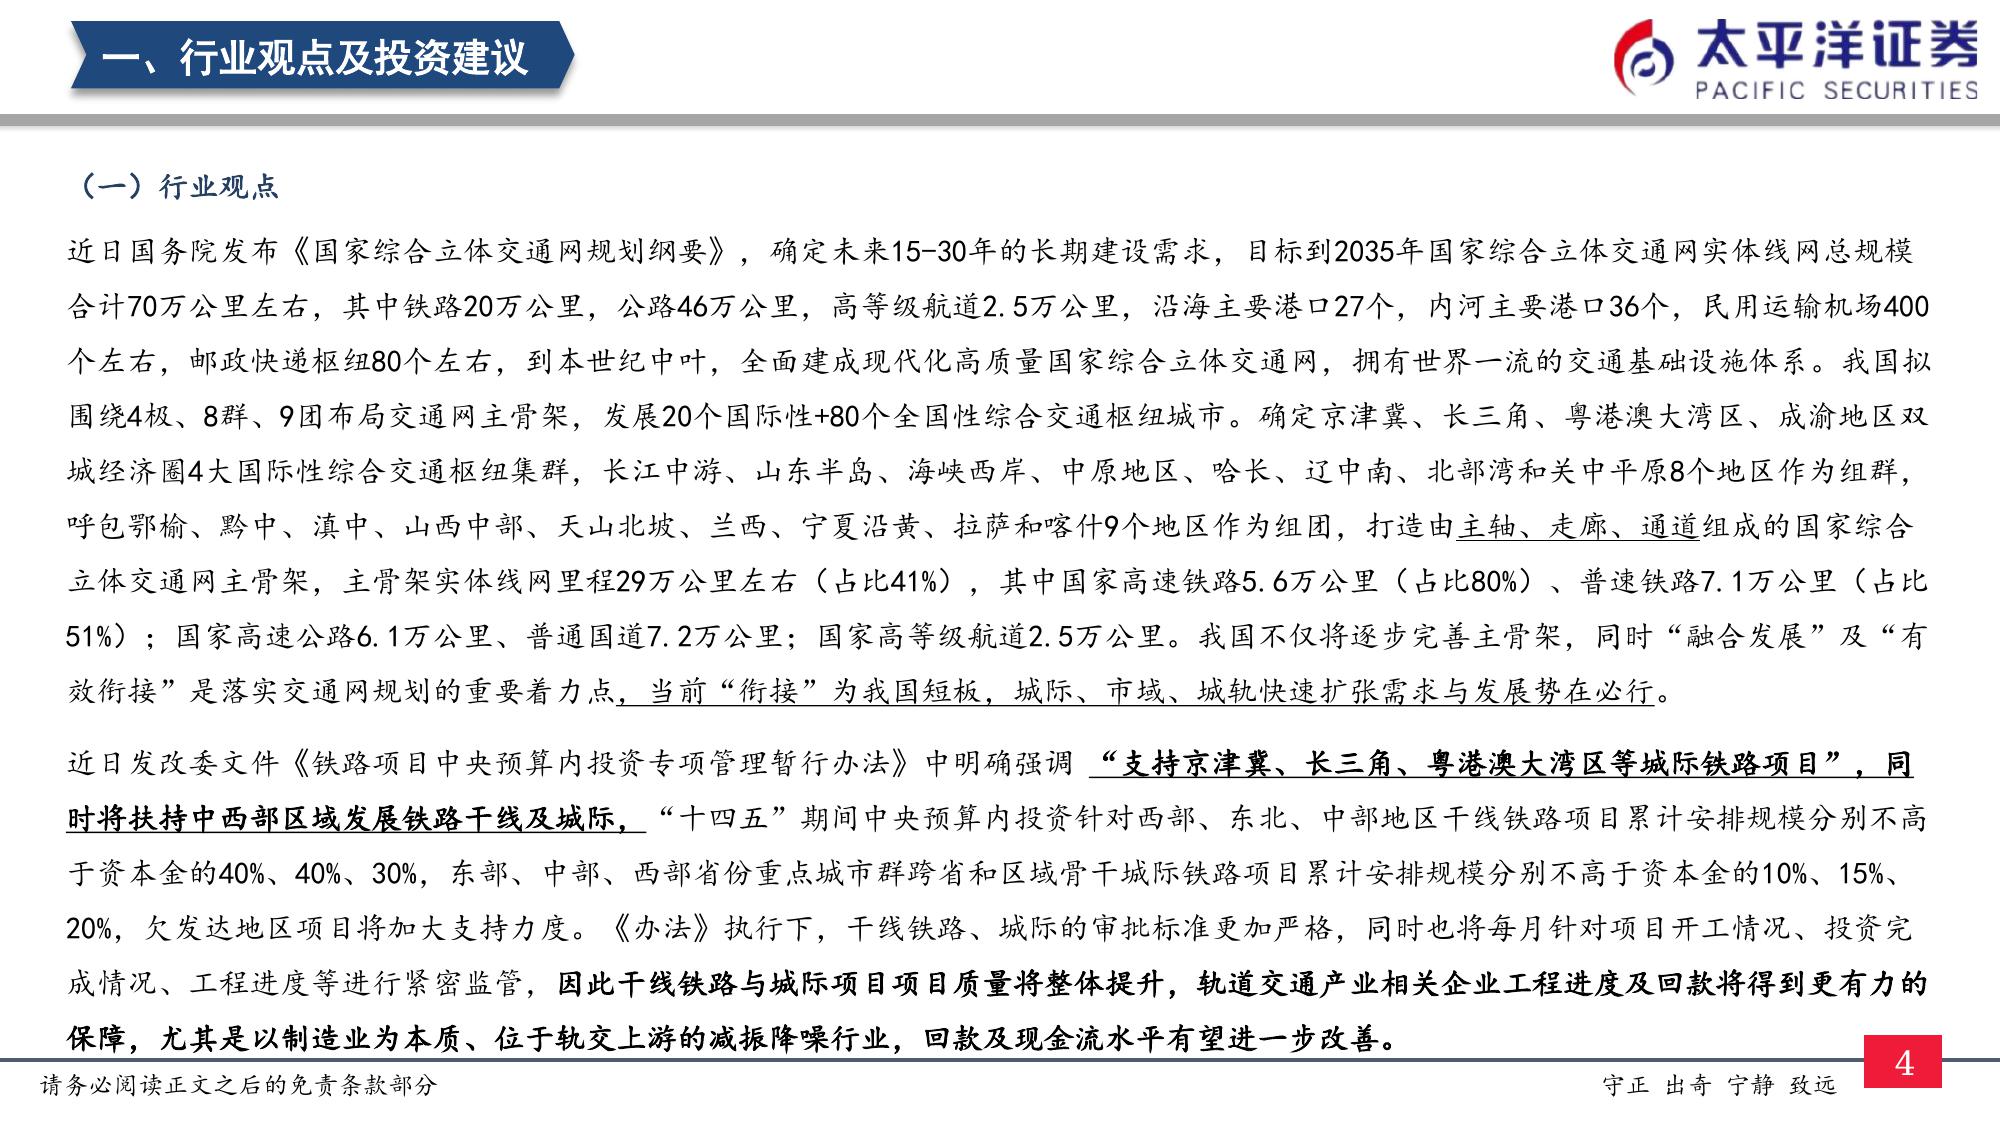 一、行业观点及投资建议
太平洋证券
PACIFIC SECURITIES
（一）行业观点
近日国务院发布《国家综合立体交通网规划纲要》，确定未来15-30年的长期建设需求，目标到2035年国家综合立体交通网实体线网总规模
合计70万公里左右，其中铁路20万公里，公路46万公里，高等级航道2.5万公里，沿海主要港口27个，内河主要港口36个，民用运输机场400
个左右，邮政快递枢纽80个左右，到本世纪中叶，全面建成现代化高质量国家综合立体交通网，拥有世界一流的交通基础设施体系。我国拟
围绕4极、8群、9团布局交通网主骨架，发展20个国际性+80个全国性综合交通枢纽城市。确定京津冀、长三角、粤港澳大湾区、成渝地区双
城经济圈4大国际性综合交通枢纽集群，长江中游、山东半岛、海峡西岸、中原地区、哈长、辽中南、北部湾和关中平原8个地区作为组群，
呼包鄂榆、黔中、滇中、山西中部、天山北坡、兰西、宁夏沿黄、拉萨和喀什9个地区作为组团，打造由主轴、走廊、通道组成的国家综合
立体交通网主骨架，主骨架实体线网里程29万公里左右（占比41%），其中国家高速铁路5.6万公里（占比80%）、普速铁路7.1万公里（占比
51%）；国家高速公路6.1万公里、普通国道7.2万公里；国家高等级航道2.5万公里。我国不仅将逐步完善主骨架，同时“融合发展”及“有
效衔接”是落实交通网规划的重要着力点，当前“衔接”为我国短板，城际、市域、城轨快速扩张需求与发展势在必行。
近日发改委文件《铁路项目中央预算内投资专项管理暂行办法》中明确强调 “支持京津冀、长三角、粤港澳大湾区等城际铁路项目”，同
时将扶持中西部区域发展铁路干线及城际，“十四五”期间中央预算内投资针对西部、东北、中部地区干线铁路项目累计安排规模分别不高
于资本金的40%、40%、30%，东部、中部、西部省份重点城市群跨省和区域骨干城际铁路项目累计安排规模分别不高于资本金的10%、15%、
20%，欠发达地区项目将加大支持力度。《办法》执行下，干线铁路、城际的审批标准更加严格，同时也将每月针对项目开工情况、投资完
成情况、工程进度等进行紧密监管，因此干线铁路与城际项目项目质量将整体提升，轨道交通产业相关企业工程进度及回款将得到更有力的
保障，尤其是以制造业为本质、位于轨交上游的减振降噪行业，回款及现金流水平有望进一步改善。
请务必阅读正文之后的免责条款部分
守正 出奇 宁静 致远
4